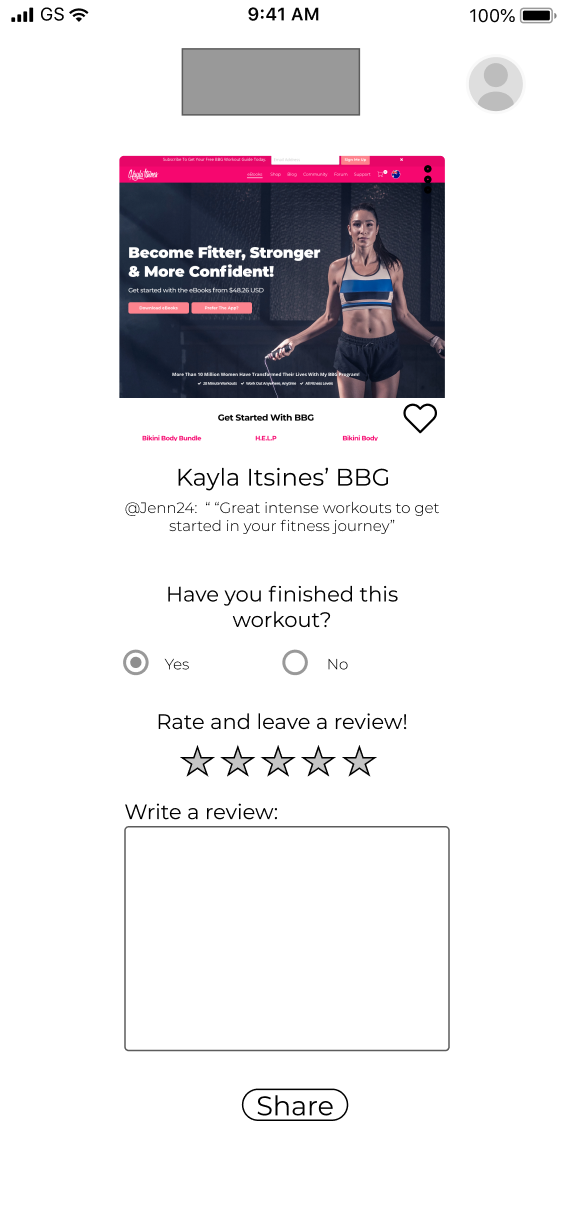 GS 9:41 AM 100%
Subscribe To Get Your Free BBG Workout Guide Today. Sign Me Up
Kayla Itsines eBooks Shop Blog Community Forum Support
Become Fitter, Stronger
& More Confident!
Get started with the eBooks from $48.26 USD
Download eBooks Prefer The App?
More Than 10 Million Women Have Transformed Their Lives With My BBG Program!
28 Minute Workouts Work Out Anywhere, Anytime All Fitness Levels
Get Started With BBG
Bikini Body Bundle H.E.L.P Bikini Body
Kayla Itsines’ BBG
@Jenn24: “ “Great intense workouts to get
started in your fitness journey”
Have you finished this
workout?
Yes No
Rate and leave a review!
Write a review:
Share